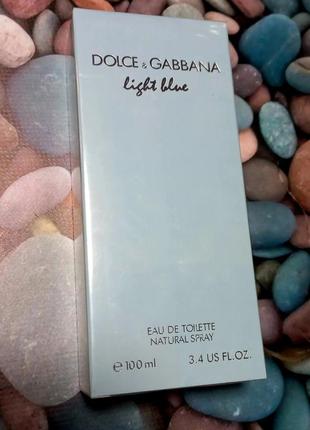 DOLCE & GABBANA
light blue
EAU DE TOILETTE
NATURAL SPRAY
℮ 100 ml 3.4 US FL.OZ.